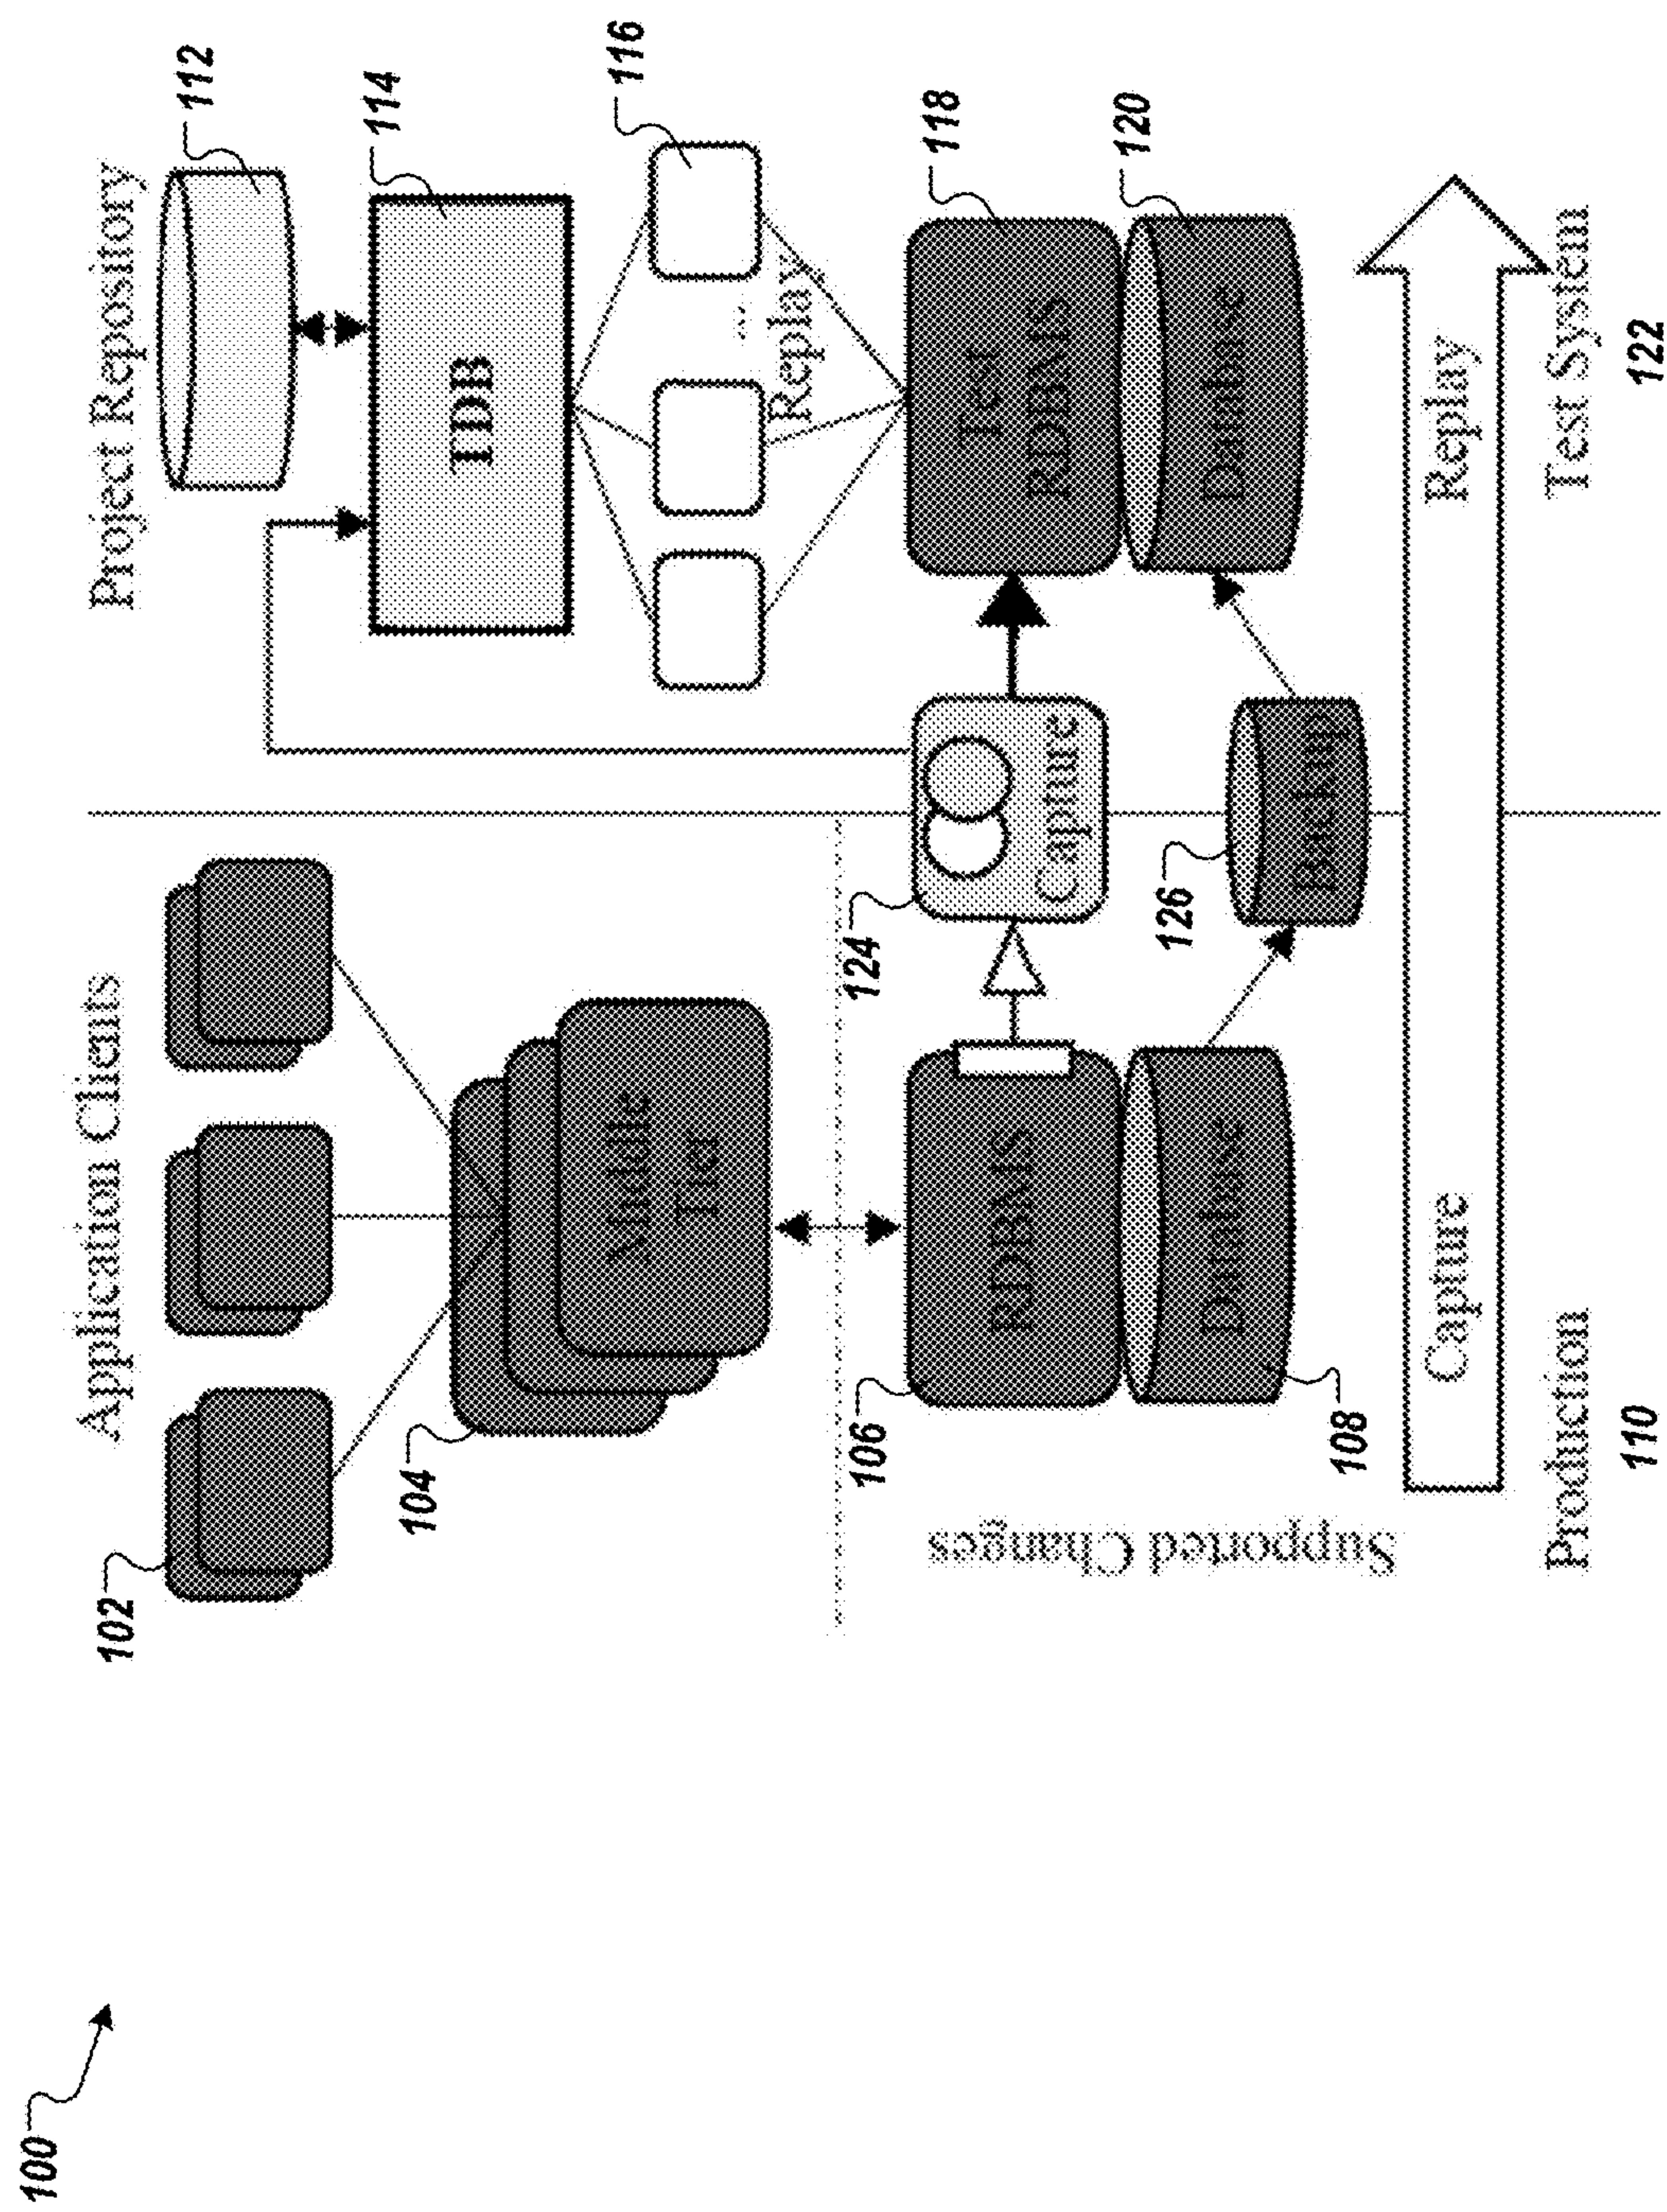 100
Application Clients
102
104
Middle
Tier
106
RDBMS
108
Database
Supported Changes
124
Capture
126
Backup
Project Repository
112
114
TDB
116
...
Replay
118
Test
RDBMS
120
Database
Capture
Replay
Production
110
Test System
122